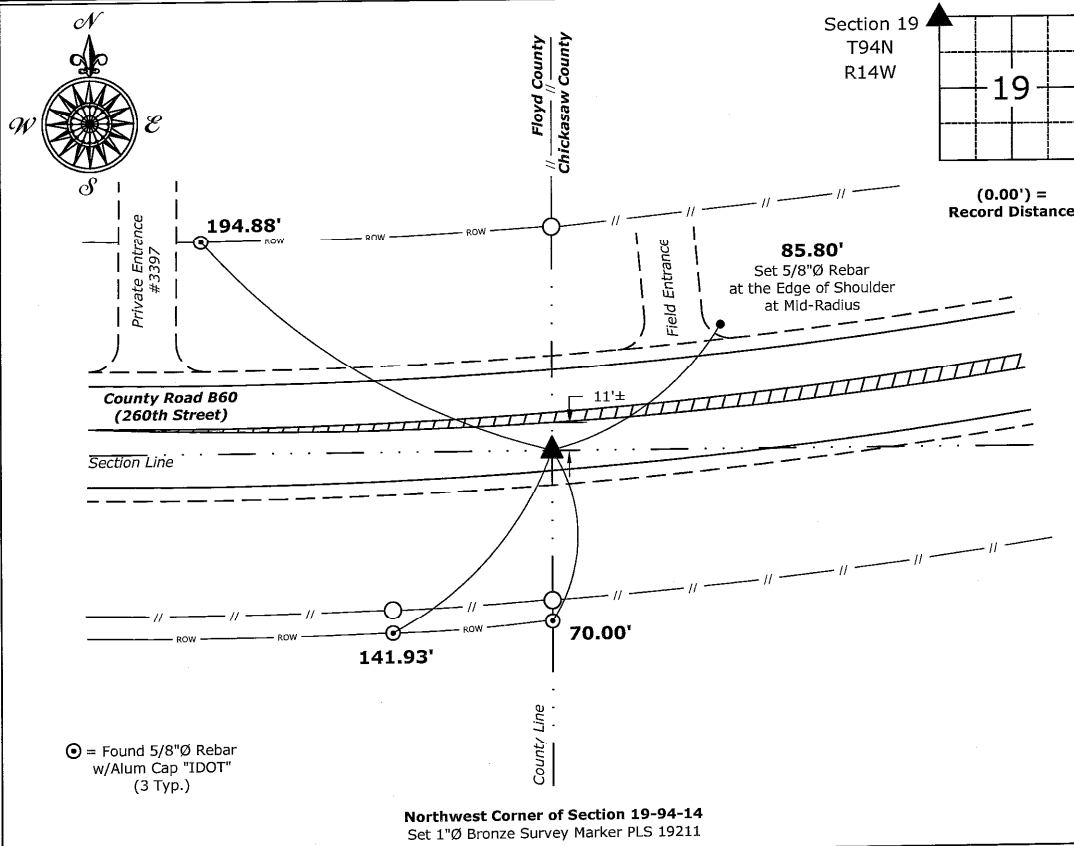 N
W
E
S
Floyd County
Chickasaw County
Section 19
T94N
R14W
19
(0.00') =
Record Distance
194.88'
ROW
ROW
ROW
Private Entrance
#3397
Field Entrance
85.80'
Set 5/8"Ø Rebar
at the Edge of Shoulder
at Mid-Radius
County Road B60
(260th Street)
11'±
Section Line
ROW
ROW
ROW
70.00'
141.93'
County Line
= Found 5/8"Ø Rebar
w/Alum Cap "IDOT"
(3 Typ.)
Northwest Corner of Section 19-94-14
Set 1"Ø Bronze Survey Marker PLS 19211